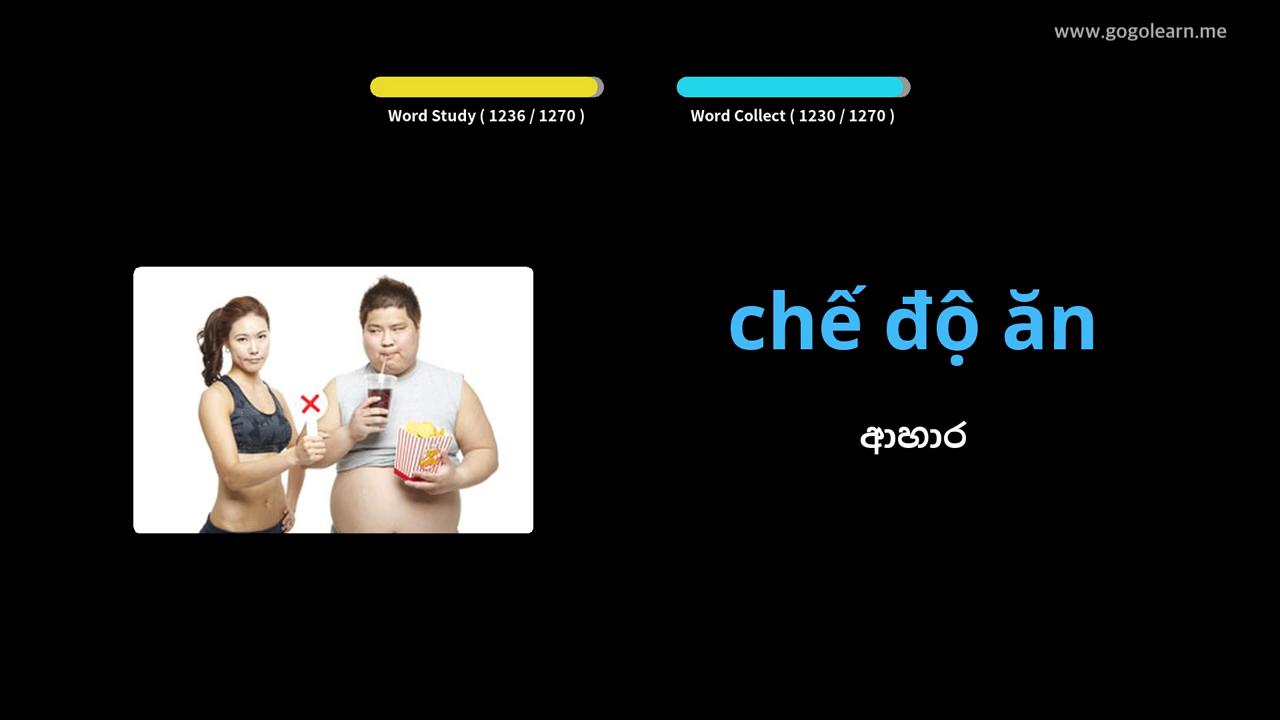 www.gogolearn.me
Word Study ( 1236 / 1270 )
Word Collect ( 1230 / 1270 )
chế độ ăn
ආහාර